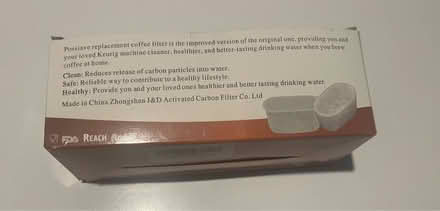 Possiave replacement coffee filter is the improved version of the original one, providing you and
your loved Keurig machine cleaner, healthier, and better-tasting drinking water when you brew
coffee at home.
Clean: Reduces release of carbon particles into water.
Safe: Reliable way to contribute to a healthy lifestyle.
Healthy: Provide you and your loved ones healthier and better tasting drinking water.
Made in China Zhongshan J&D Activated Carbon Filter Co. Ltd
FDA REACH